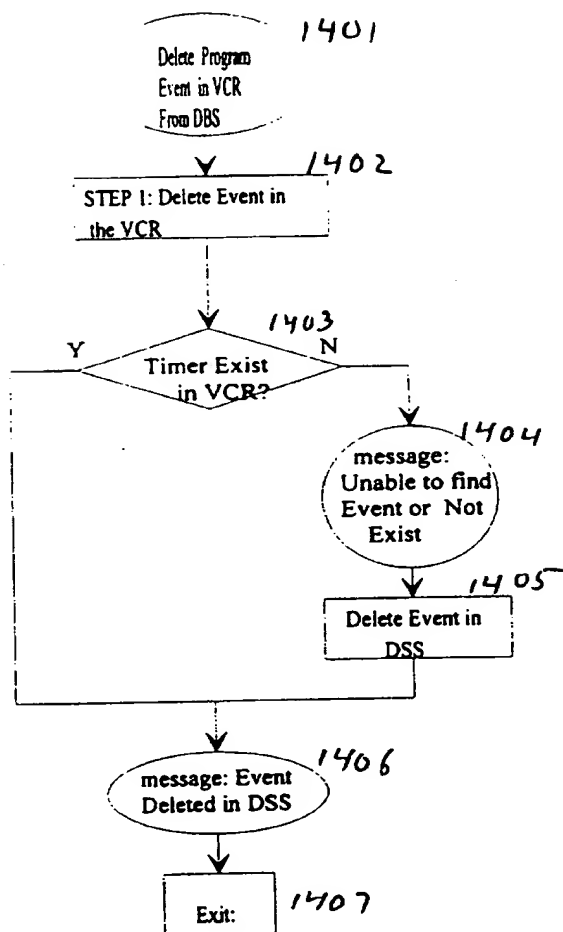 1401
Delete Program
Event in VCR
From DBS
1402
STEP 1: Delete Event in
the VCR
1403
Y
N
Timer Exist
in VCR?
1404
message:
Unable to find
Event or Not
Exist
1405
Delete Event in
DSS
1406
message: Event
Deleted in DSS
1407
Exit: